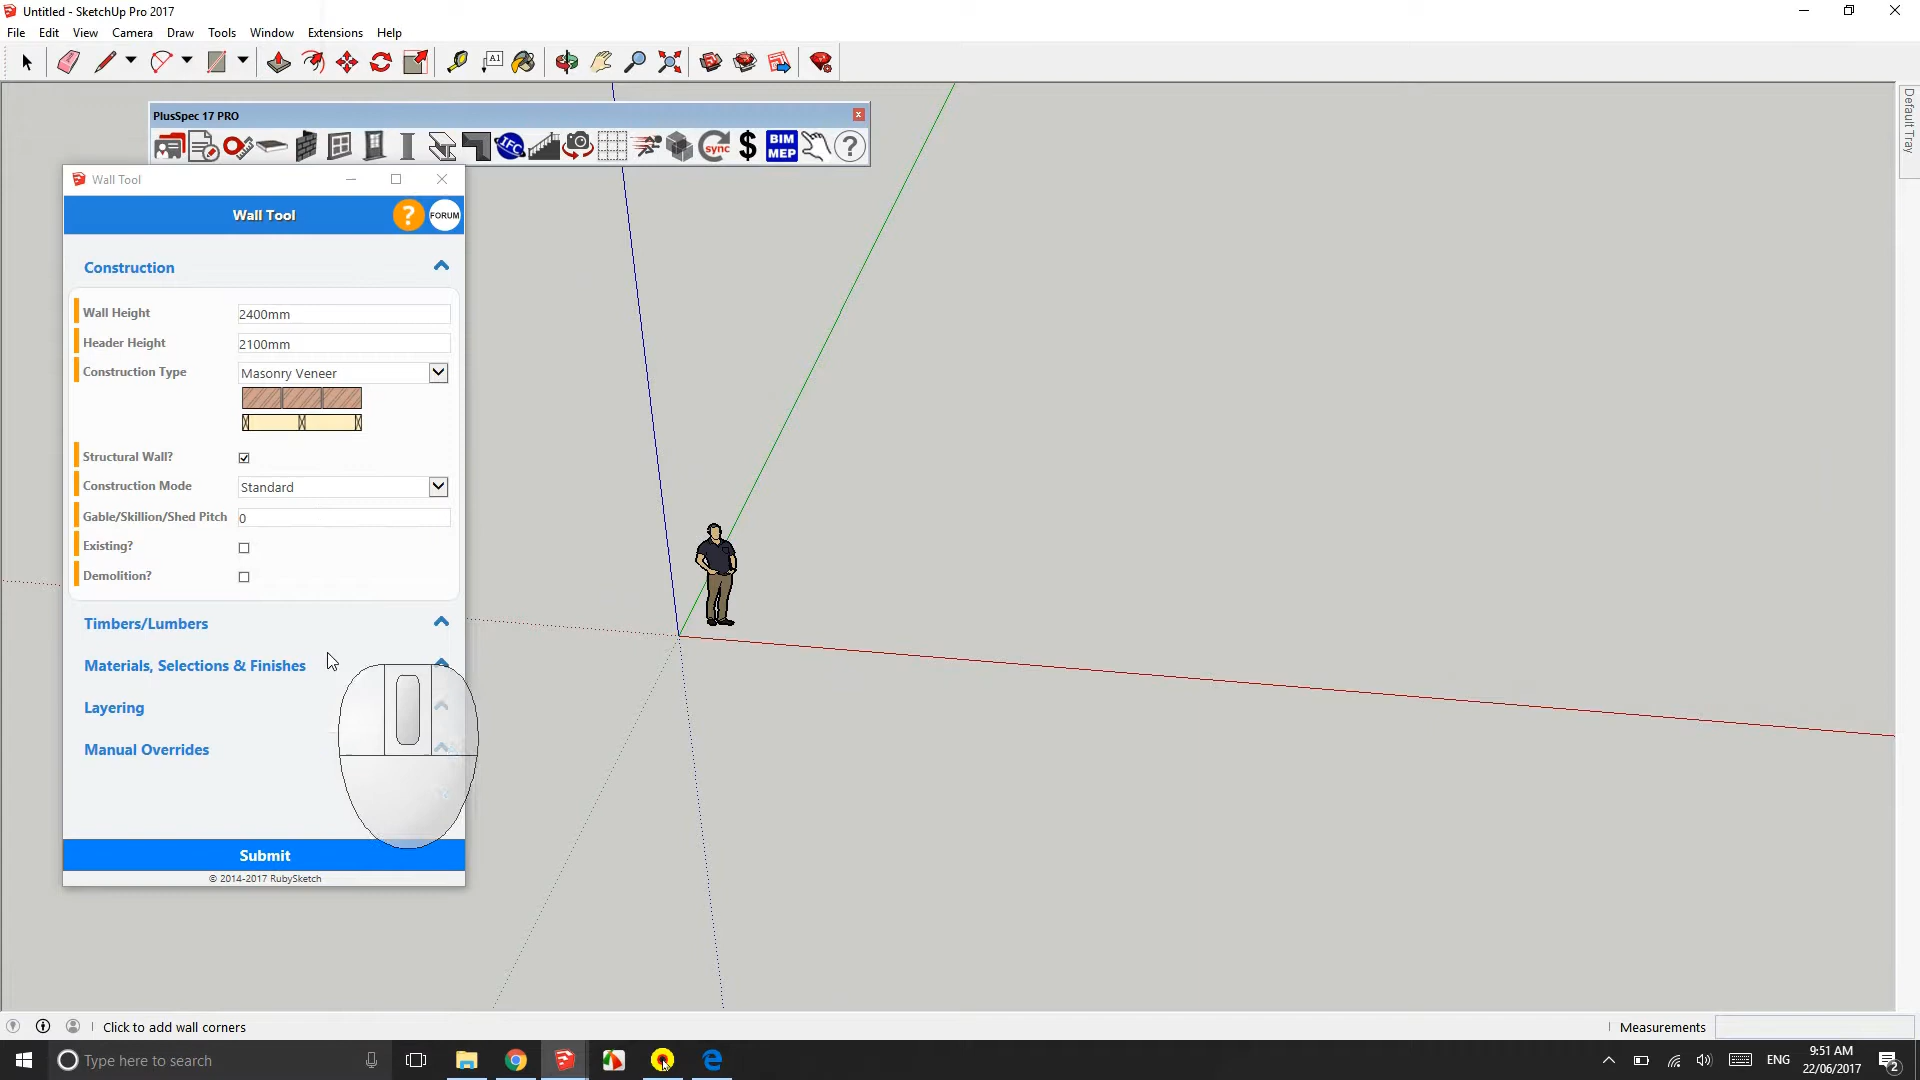 Untitled - SketchUp Pro 2017
File Edit View Camera Draw Tools Window Extensions Help
A1
Default Tray
PlusSpec 17 PRO
IFC sync $ BIM MEP ?
Wall Tool
Wall Tool ? FORUM
Construction
Wall Height 2400mm
Header Height 2100mm
Construction Type Masonry Veneer
Structural Wall?
Construction Mode Standard
Gable/Skillion/Shed Pitch 0
Existing?
Demolition?
Timbers/Lumbers
Materials, Selections & Finishes
Layering
Manual Overrides
Submit
© 2014-2017 RubySketch
Click to add wall corners Measurements
Type here to search ENG 9:51 AM
22/06/2017 2